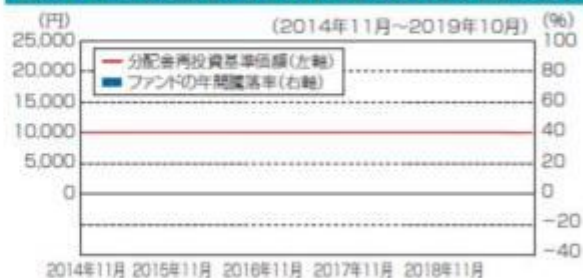 (円) (2014年11月～2019年10月) (%)
25,000 100
分配金再投資基準価額(左軸)
20,000 80
ファンドの年間騰落率(右軸)
15,000 60
10,000 40
5,000 20
0 0
-20
-40
2014年11月 2015年11月 2016年11月 2017年11月 2018年11月